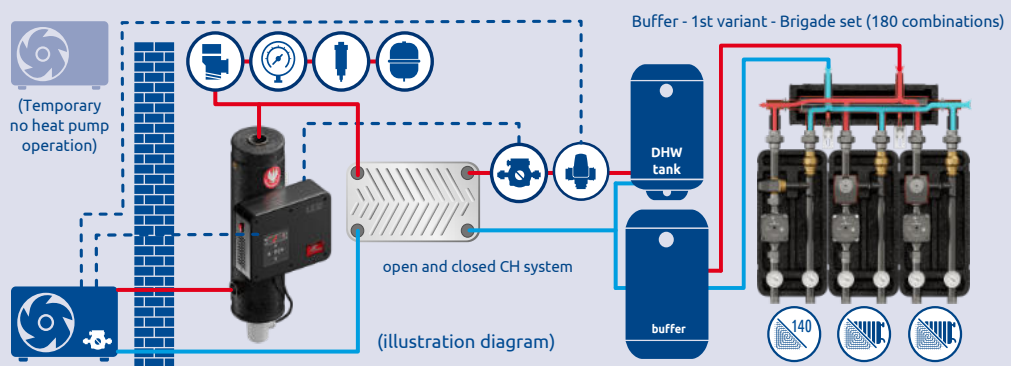 Buffer - 1st variant - Brigade set (180 combinations)
(Temporary
no heat pump
operation)
DHW
tank
open and closed CH system
buffer
140
(illustration diagram)